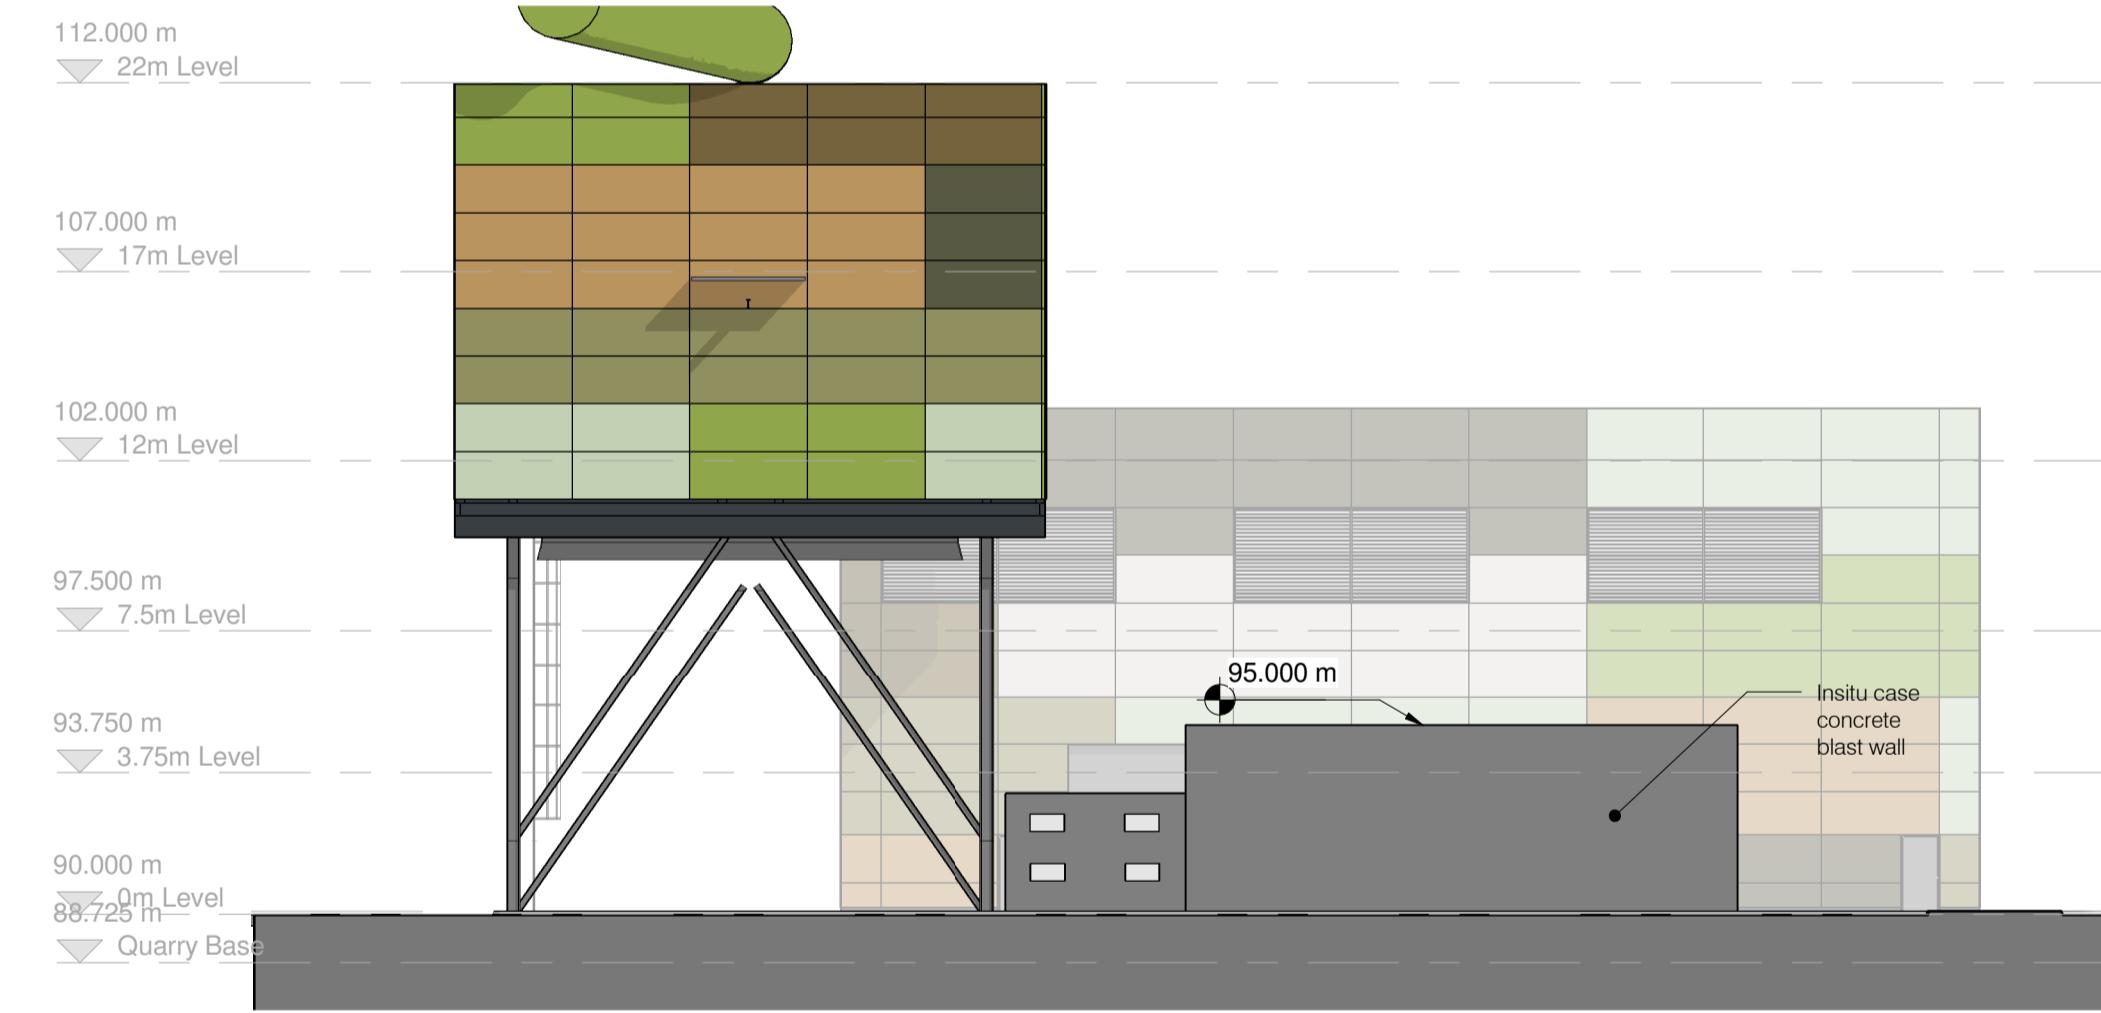 112.000 m
22m Level
107.000 m
17m Level
102.000 m
12m Level
97.500 m
7.5m Level
95.000 m
Insitu case
concrete
blast wall
93.750 m
3.75m Level
90.000 m
0m Level
88.725 m
Quarry Base